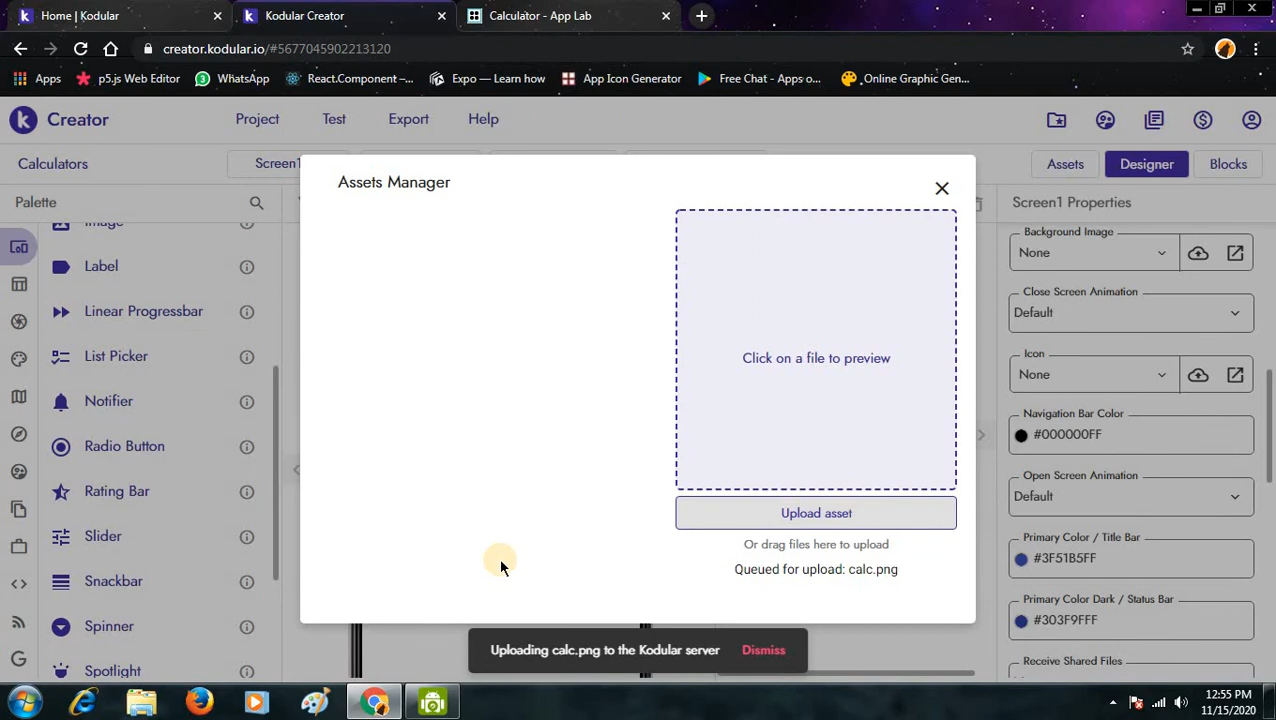 Home | Kodular
Kodular Creator
Calculator - App Lab
creator.kodular.io/#5677045902213120
Apps
p5.js Web Editor
WhatsApp
React.Component –...
Expo — Learn how
App Icon Generator
Free Chat - Apps o...
Online Graphic Gen...
Creator
Project
Test
Export
Help
Calculators
Screen1
Assets
Designer
Blocks
Palette
Image
Label
Linear Progressbar
List Picker
Notifier
Radio Button
Rating Bar
Slider
Snackbar
Spinner
Spotlight
Assets Manager
Click on a file to preview
Upload asset
Or drag files here to upload
Queued for upload: calc.png
Uploading calc.png to the Kodular server
Dismiss
Screen1 Properties
Background Image
None
Close Screen Animation
Default
Icon
None
Navigation Bar Color
#000000FF
Open Screen Animation
Default
Primary Color / Title Bar
#3F51B5FF
Primary Color Dark / Status Bar
#303F9FFF
Receive Shared Files
12:55 PM
11/15/2020